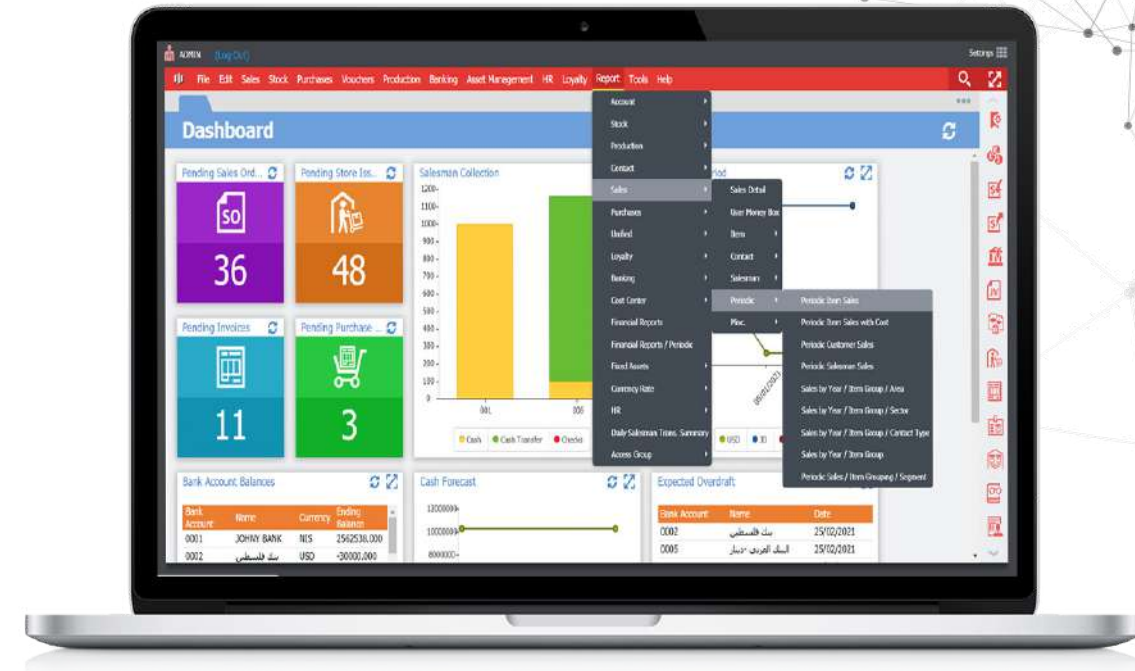 ADMIN (Log Out)
Settings
File Edit Sales Stock Purchases Vouchers Production Banking Asset Management HR Loyalty Report Tools Help
Dashboard
Pending Sales Ord...
36
SO
Pending Store Iss...
48
Pending Invoices
11
Pending Purchase ...
3
Salesman Collection
1200
1100
1000
900
800
700
600
500
400
300
200
100
0
001
Cash Cash Transfer Checks
USD JD
05/01/2021
Account
Stock
Production
Contact
Sales
Purchases
Unified
Loyalty
Banking
Cost Center
Financial Reports
Financial Reports / Periodic
Fixed Assets
Currency Rate
HR
Daily Salesman Trans. Summary
Access Group
Sales Detail
User Money Box
Item
Contact
Salesman
Periodic
Misc.
Periodic Item Sales
Periodic Item Sales with Cost
Periodic Customer Sales
Periodic Salesman Sales
Sales by Year / Item Group / Area
Sales by Year / Item Group / Sector
Sales by Year / Item Group / Contact Type
Sales by Year / Item Group
Periodic Sales / Item Grouping / Segment
Bank Account Balances
Bank Account Name Currency Ending Balance
0001 JOHNY BANK NIS 2562538.000
0002 بنك فلسطين USD -30000.000
Cash Forecast
12000000
10000000
8000000
Expected Overdraft
Bank Account Name Date
0002 بنك فلسطين 25/02/2021
0005 البنك العربي -دينار 25/02/2021